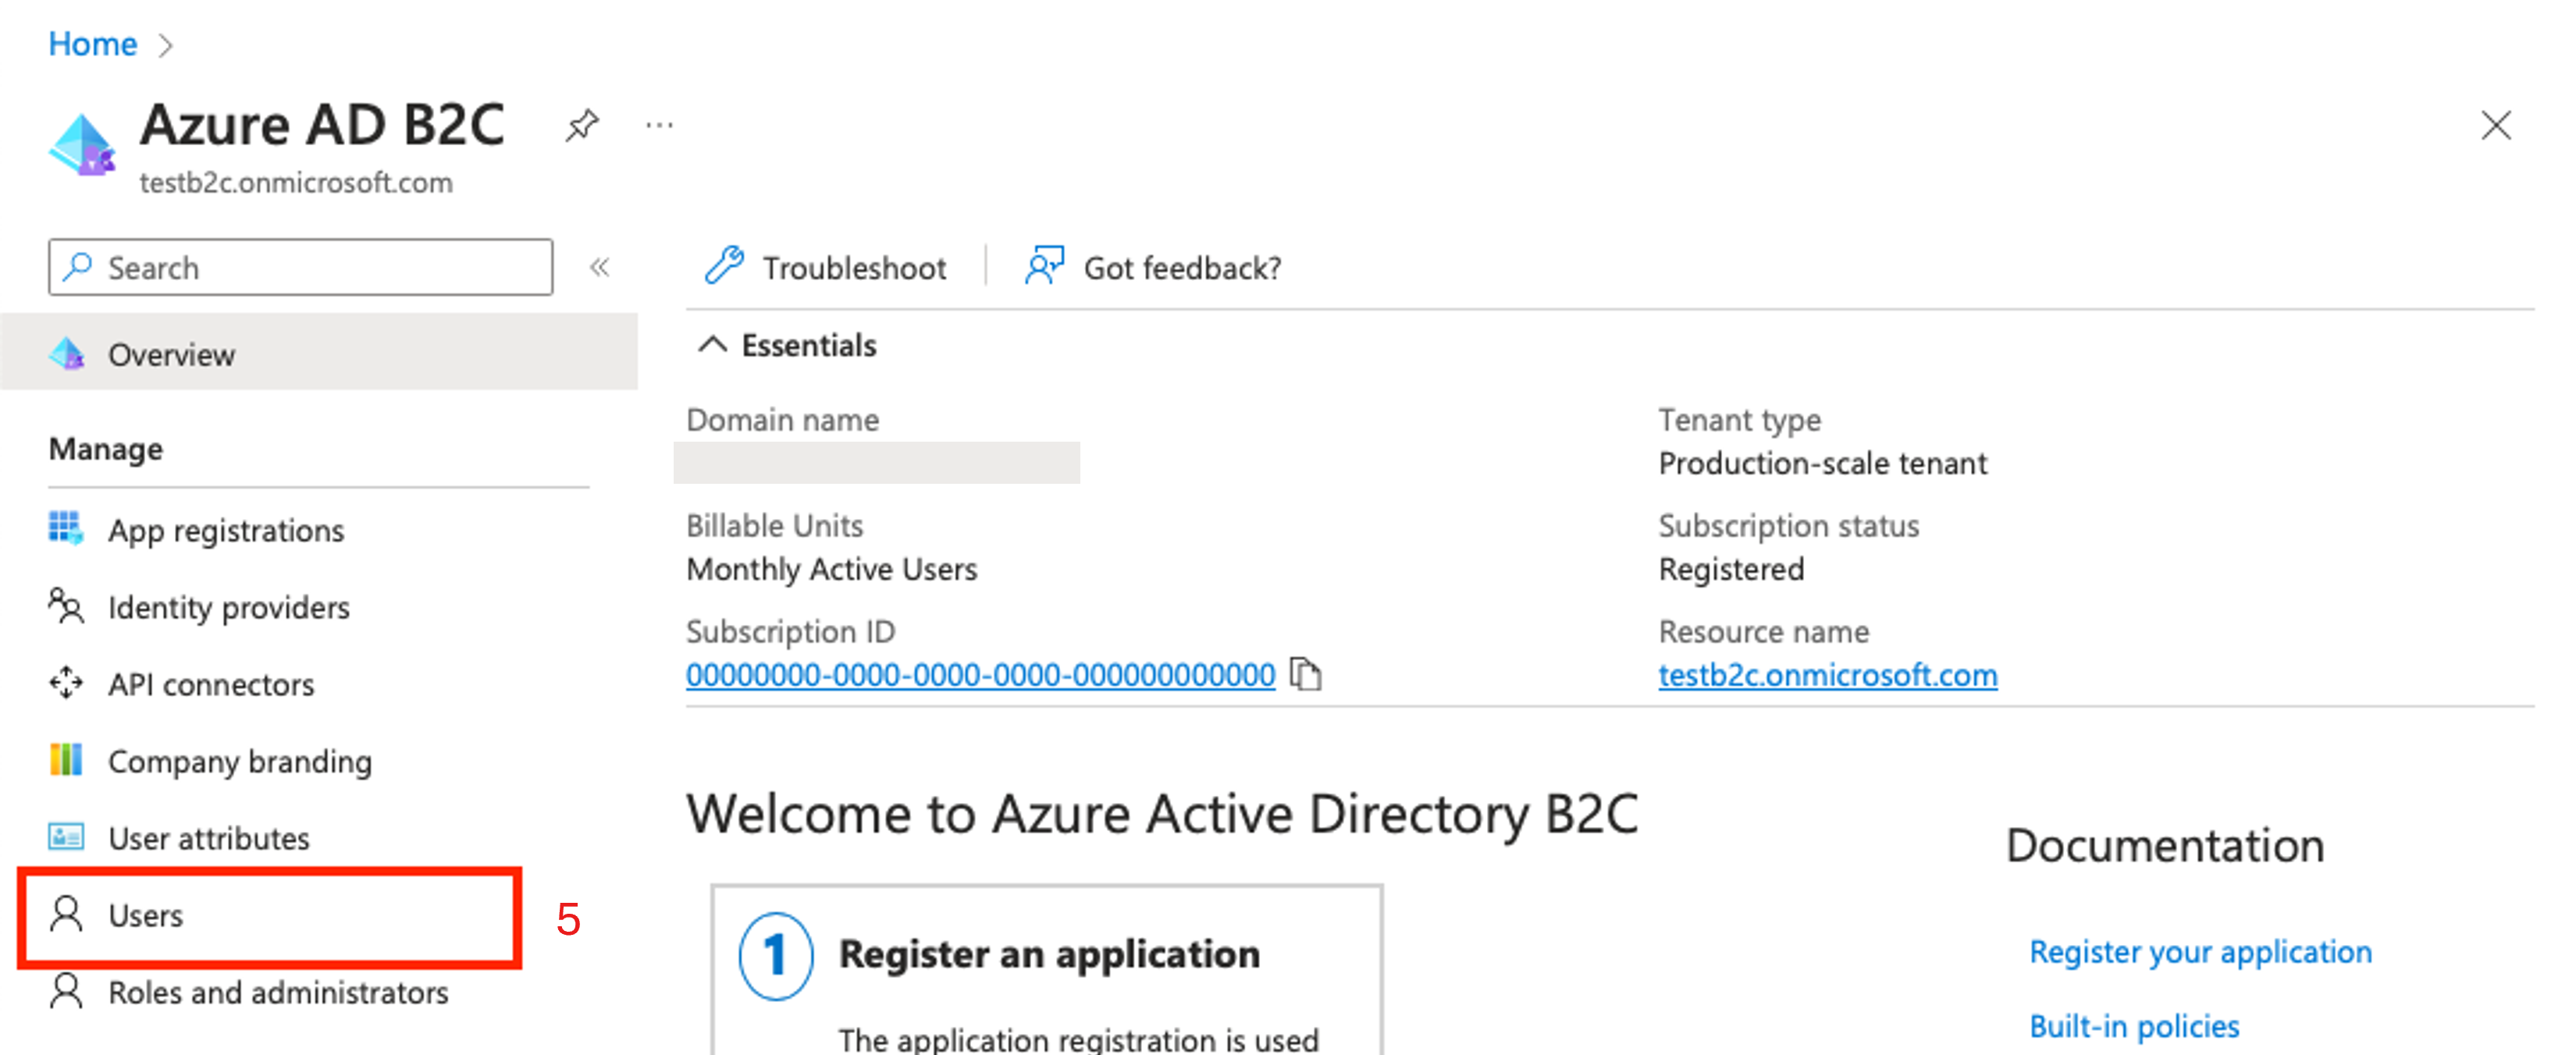 Home
Azure AD B2C
testb2c.onmicrosoft.com
Search
Overview
Manage
App registrations
Identity providers
API connectors
Company branding
User attributes
Users
5
Roles and administrators
Troubleshoot
Got feedback?
Essentials
Domain name
Billable Units
Monthly Active Users
Subscription ID
00000000-0000-0000-0000-000000000000
Tenant type
Production-scale tenant
Subscription status
Registered
Resource name
testb2c.onmicrosoft.com
Welcome to Azure Active Directory B2C
1 Register an application
The application registration is used
Documentation
Register your application
Built-in policies